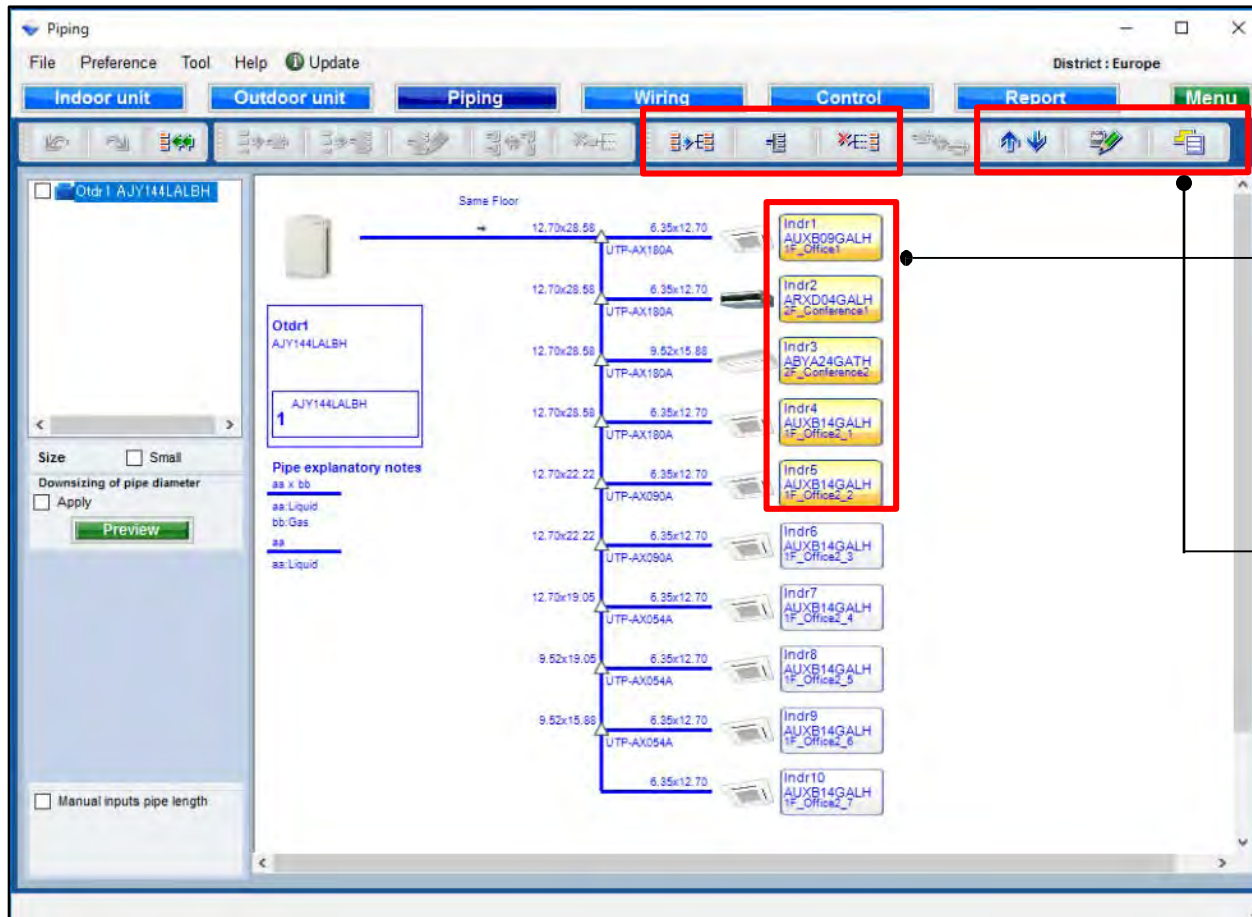 Piping
File Preference Tool Help Update District : Europe
Indoor unit Outdoor unit Piping Wiring Control Report Menu
Otdr1 AJY144LALBH
Size Small
Downsizing of pipe diameter
Apply
Preview
Manual inputs pipe length
Same Floor
Otdr1
AJY144LALBH
AJY144LALBH
1
Pipe explanatory notes
aa x bb
aa:Liquid
bb:Gas
aa
aa:Liquid
12.70x28.58 6.35x12.70
UTP-AX180A
Indr1
AUXB09GALH
1F_Office1
12.70x28.58 6.35x12.70
UTP-AX180A
Indr2
ARXD04GALH
2F_Conference1
12.70x28.58 9.52x15.88
UTP-AX180A
Indr3
ABYA24GATH
2F_Conference2
12.70x28.58 6.35x12.70
UTP-AX180A
Indr4
AUXB14GALH
1F_Office2_1
12.70x22.22 6.35x12.70
UTP-AX090A
Indr5
AUXB14GALH
1F_Office2_2
12.70x22.22 6.35x12.70
UTP-AX090A
Indr6
AUXB14GALH
1F_Office2_3
12.70x19.05 6.35x12.70
UTP-AX054A
Indr7
AUXB14GALH
1F_Office2_4
9.52x19.05 6.35x12.70
UTP-AX054A
Indr8
AUXB14GALH
1F_Office2_5
9.52x15.88 6.35x12.70
UTP-AX054A
Indr9
AUXB14GALH
1F_Office2_6
6.35x12.70
Indr10
AUXB14GALH
1F_Office2_7